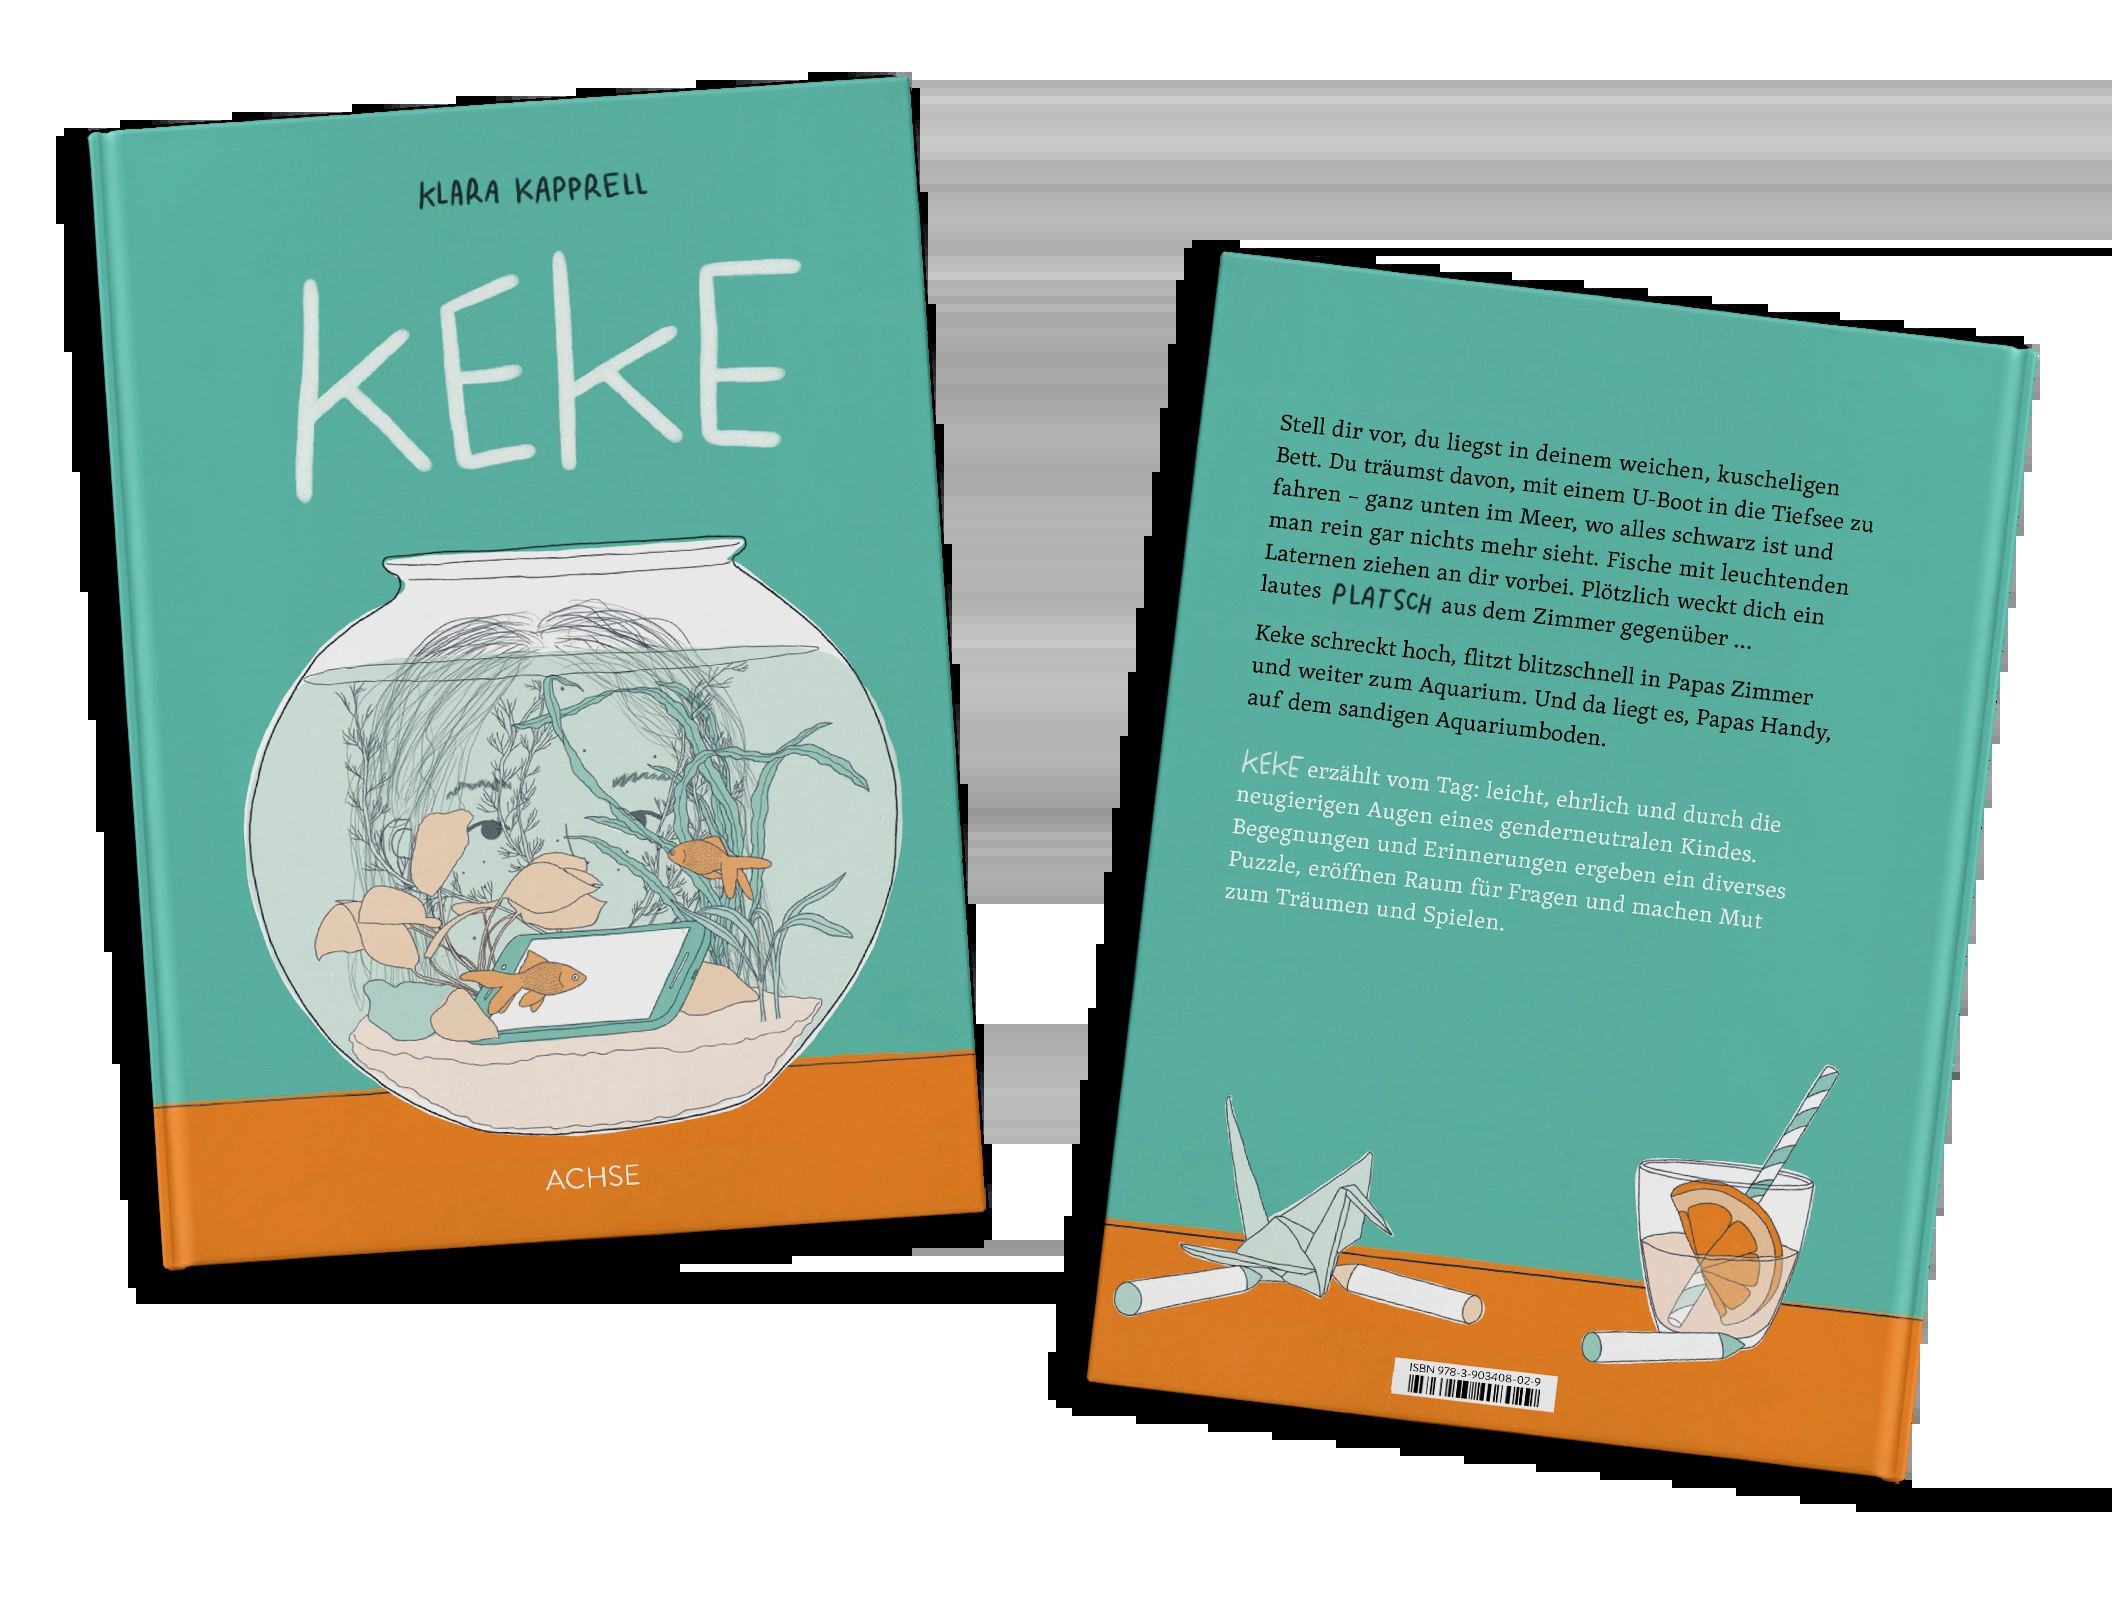 KLARA KAPPRELL
KEKE
ACHSE
Stell dir vor, du liegst in deinem weichen, kuscheligen
Bett. Du träumst davon, mit einem U-Boot in die Tiefsee zu
fahren – ganz unten im Meer, wo alles schwarz ist und
man rein gar nichts mehr sieht. Fische mit leuchtenden
Laternen ziehen an dir vorbei. Plötzlich weckt dich ein
lautes PLATSCH aus dem Zimmer gegenüber ...
Keke schreckt hoch, flitzt blitzschnell in Papas Zimmer
und weiter zum Aquarium. Und da liegt es, Papas Handy,
auf dem sandigen Aquariumboden.
KEKE erzählt vom Tag: leicht, ehrlich und durch die
neugierigen Augen eines genderneutralen Kindes.
Begegnungen und Erinnerungen ergeben ein diverses
Puzzle, eröffnen Raum für Fragen und machen Mut
zum Träumen und Spielen.
ISBN 978-3-903408-02-9